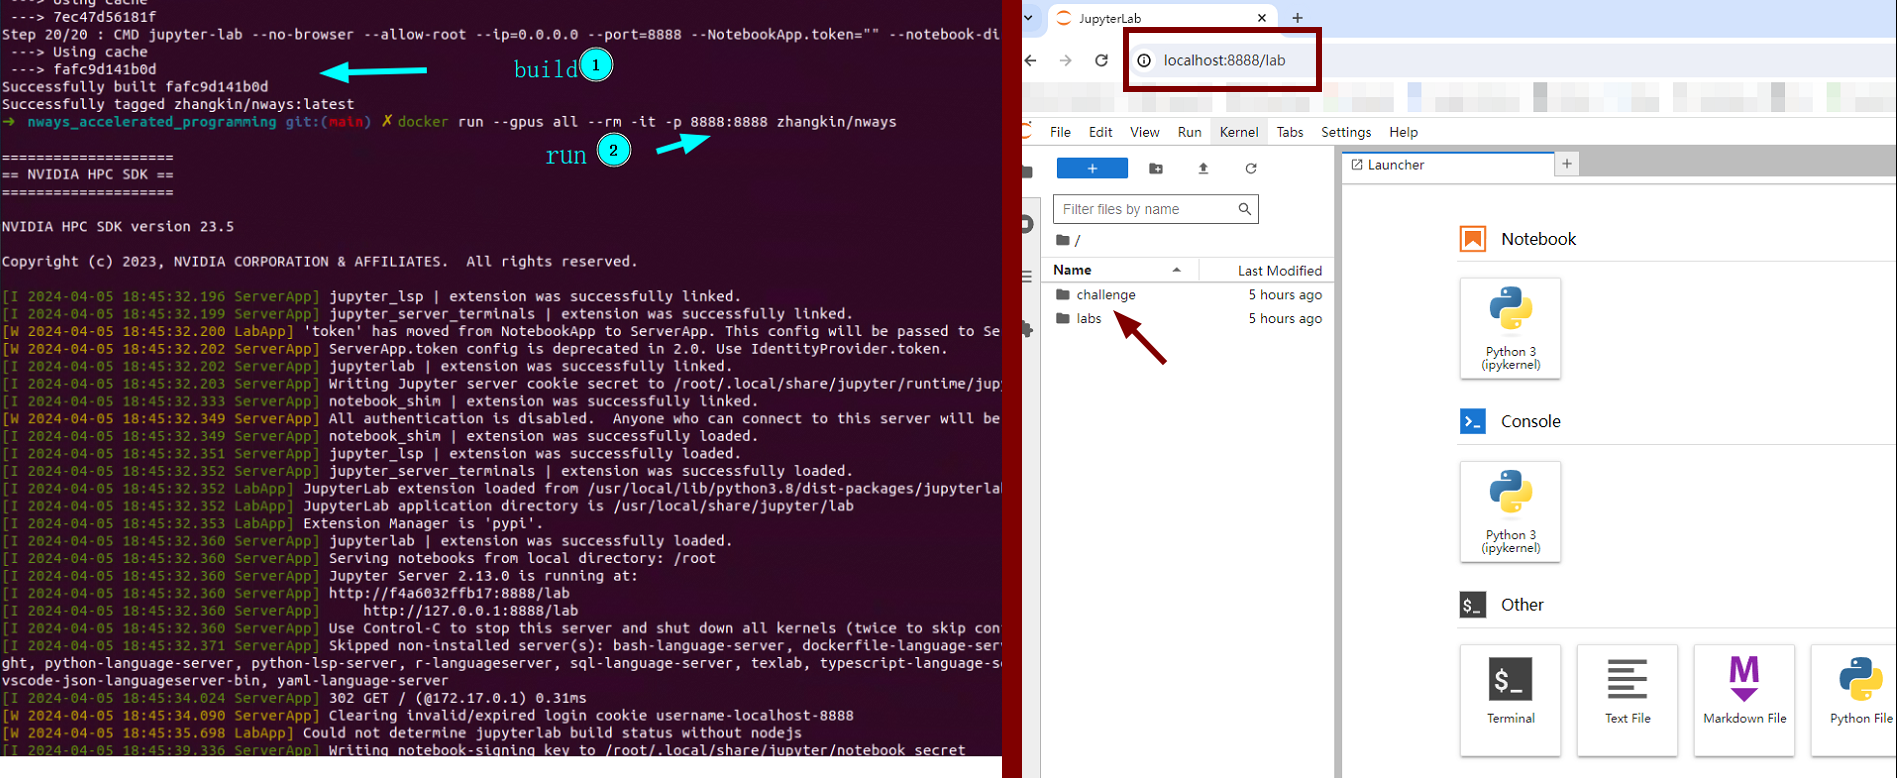 ---> Using cache
---> 7ec47d56181f
Step 20/20 : CMD jupyter-lab --no-browser --allow-root --ip=0.0.0.0 --port=8888 --NotebookApp.token="" --notebook-di
---> Using cache
---> fafc9d141b0d
Successfully built fafc9d141b0d
Successfully tagged zhangkin/nways:latest
build 1
➜ nways_accelerated_programming git:(main) ✗ docker run --gpus all --rm -it -p 8888:8888 zhangkin/nways
run 2
====================
== NVIDIA HPC SDK ==
====================
NVIDIA HPC SDK version 23.5
Copyright (c) 2023, NVIDIA CORPORATION & AFFILIATES.  All rights reserved.
[I 2024-04-05 18:45:32.196 ServerApp] jupyter_lsp | extension was successfully linked.
[I 2024-04-05 18:45:32.199 ServerApp] jupyter_server_terminals | extension was successfully linked.
[W 2024-04-05 18:45:32.200 LabApp] 'token' has moved from NotebookApp to ServerApp. This config will be passed to Se
[W 2024-04-05 18:45:32.202 ServerApp] ServerApp.token config is deprecated in 2.0. Use IdentityProvider.token.
[I 2024-04-05 18:45:32.202 ServerApp] jupyterlab | extension was successfully linked.
[I 2024-04-05 18:45:32.203 ServerApp] Writing Jupyter server cookie secret to /root/.local/share/jupyter/runtime/jup
[I 2024-04-05 18:45:32.333 ServerApp] notebook_shim | extension was successfully linked.
[W 2024-04-05 18:45:32.349 ServerApp] All authentication is disabled.  Anyone who can connect to this server will be
[I 2024-04-05 18:45:32.349 ServerApp] notebook_shim | extension was successfully loaded.
[I 2024-04-05 18:45:32.351 ServerApp] jupyter_lsp | extension was successfully loaded.
[I 2024-04-05 18:45:32.352 ServerApp] jupyter_server_terminals | extension was successfully loaded.
[I 2024-04-05 18:45:32.352 LabApp] JupyterLab extension loaded from /usr/local/lib/python3.8/dist-packages/jupyterla
[I 2024-04-05 18:45:32.352 LabApp] JupyterLab application directory is /usr/local/share/jupyter/lab
[I 2024-04-05 18:45:32.353 LabApp] Extension Manager is 'pypi'.
[I 2024-04-05 18:45:32.360 ServerApp] jupyterlab | extension was successfully loaded.
[I 2024-04-05 18:45:32.360 ServerApp] Serving notebooks from local directory: /root
[I 2024-04-05 18:45:32.360 ServerApp] Jupyter Server 2.13.0 is running at:
[I 2024-04-05 18:45:32.360 ServerApp] http://f4a6032ffb17:8888/lab
[I 2024-04-05 18:45:32.360 ServerApp]     http://127.0.0.1:8888/lab
[I 2024-04-05 18:45:32.360 ServerApp] Use Control-C to stop this server and shut down all kernels (twice to skip con
[I 2024-04-05 18:45:32.371 ServerApp] Skipped non-installed server(s): bash-language-server, dockerfile-language-ser
ght, python-language-server, python-lsp-server, r-languageserver, sql-language-server, texlab, typescript-language-s
vscode-json-languageserver-bin, yaml-language-server
[I 2024-04-05 18:45:34.024 ServerApp] 302 GET / (@172.17.0.1) 0.31ms
[W 2024-04-05 18:45:34.090 ServerApp] Clearing invalid/expired login cookie username-localhost-8888
[W 2024-04-05 18:45:35.698 LabApp] Could not determine jupyterlab build status without nodejs
[I 2024-04-05 18:45:39.336 ServerApp] Writing notebook-signing key to /root/.local/share/jupyter/notebook_secret
JupyterLab
localhost:8888/lab
File Edit View Run Kernel Tabs Settings Help
Launcher
Filter files by name
/
Name Last Modified
challenge 5 hours ago
labs 5 hours ago
Notebook
Python 3
(ipykernel)
Console
Python 3
(ipykernel)
$_ Other
$_
Terminal
Text File
Markdown File
Python File